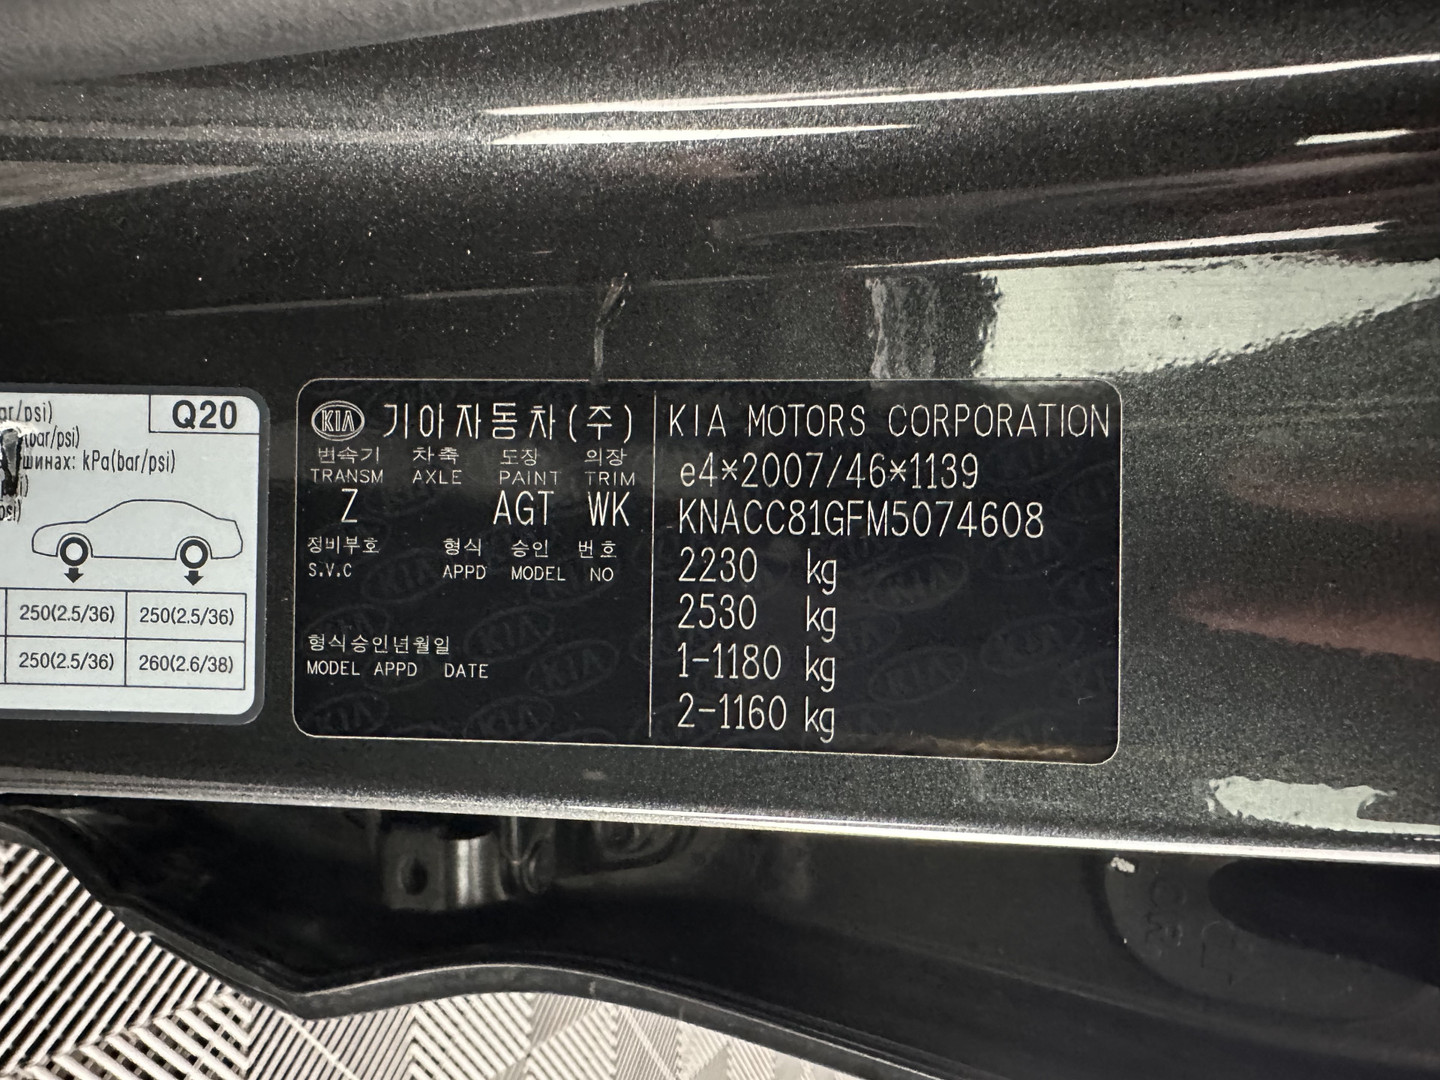 Q20
шинах: kPa(bar/psi)
250(2.5/36) 250(2.5/36)
250(2.5/36) 260(2.6/38)
KIA 기아자동차(주)
변속기 차축 도장 의장
TRANSM AXLE PAINT TRIM
Z AGT WK
정비부호 형식 승인 번호
S.V.C APPD MODEL NO
형식승인년월일
MODEL APPD DATE
KIA MOTORS CORPORATION
e4*2007/46*1139
KNACC81GFM5074608
2230 kg
2530 kg
1-1180 kg
2-1160 kg